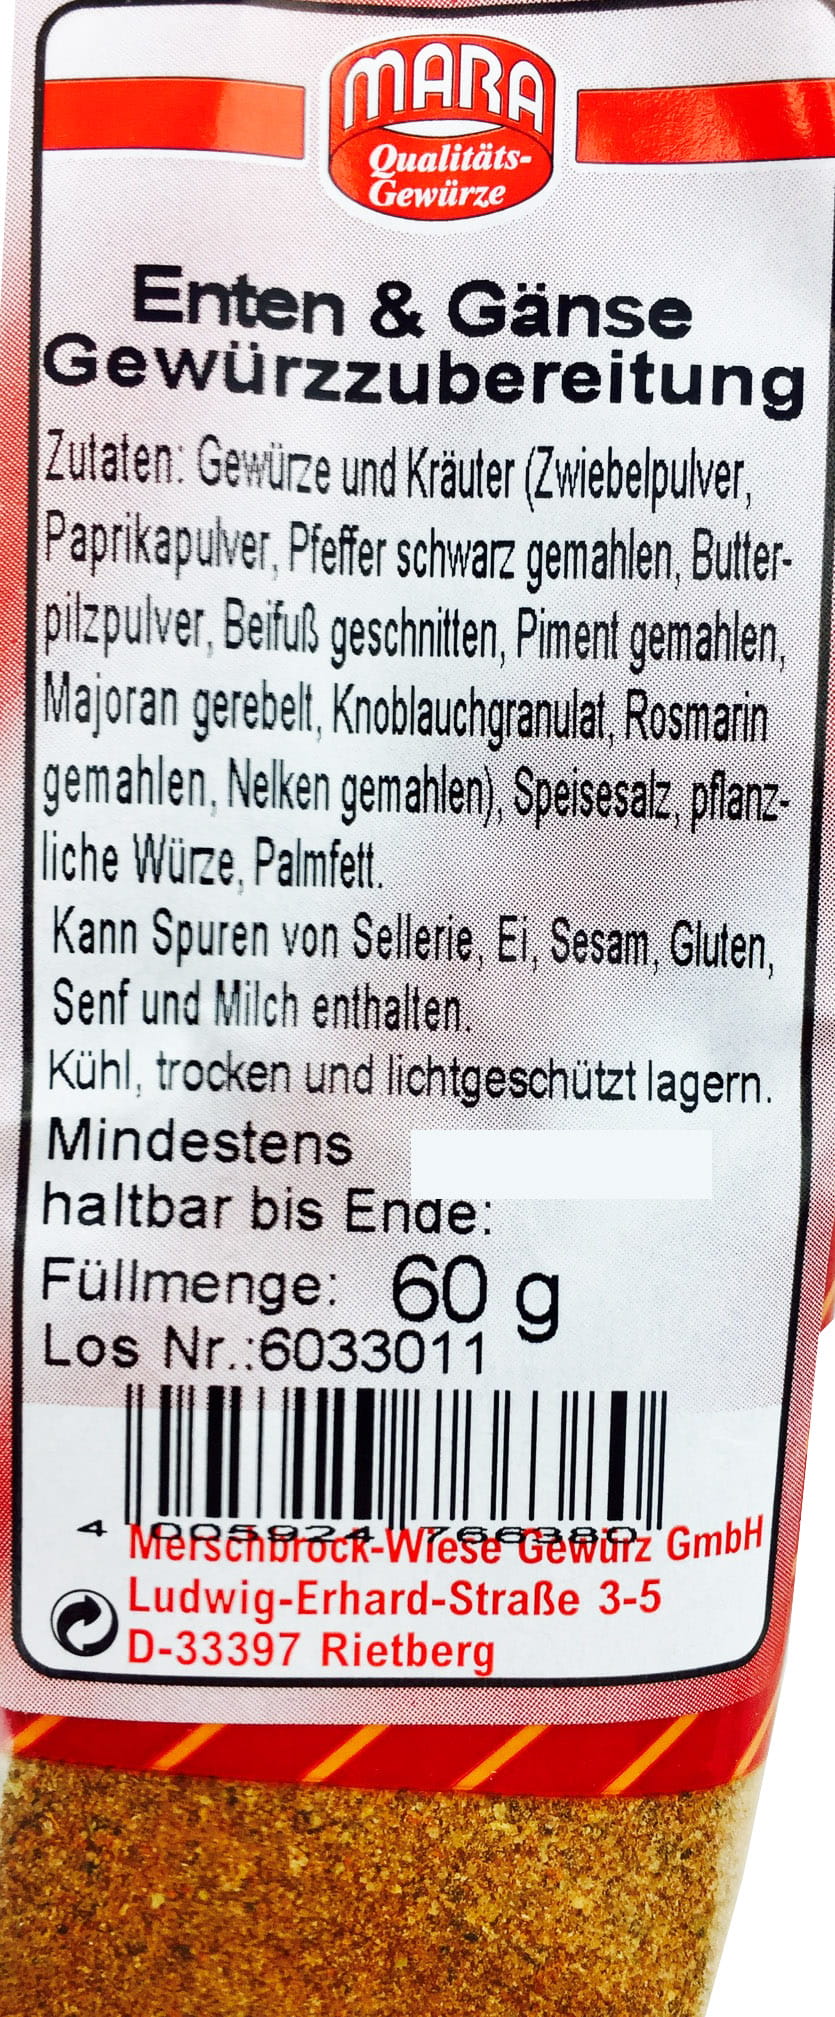 MARA
Qualitäts-
Gewürze
Enten & Gänse
Gewürzzubereitung
Zutaten: Gewürze und Kräuter (Zwiebelpulver,
Paprikapulver, Pfeffer schwarz gemahlen, Butter-
pilzpulver, Beifuß geschnitten, Piment gemahlen,
Majoran gerebelt, Knoblauchgranulat, Rosmarin
gemahlen, Nelken gemahlen), Speisesalz, pflanz-
liche Würze, Palmfett.
Kann Spuren von Sellerie, Ei, Sesam, Gluten,
Senf und Milch enthalten.
Kühl, trocken und lichtgeschützt lagern.
Mindestens
haltbar bis Ende:
Füllmenge: 60 g
Los Nr.:6033011
4 005924 766380
Merschbrock-Wiese Gewürz GmbH
Ludwig-Erhard-Straße 3-5
D-33397 Rietberg